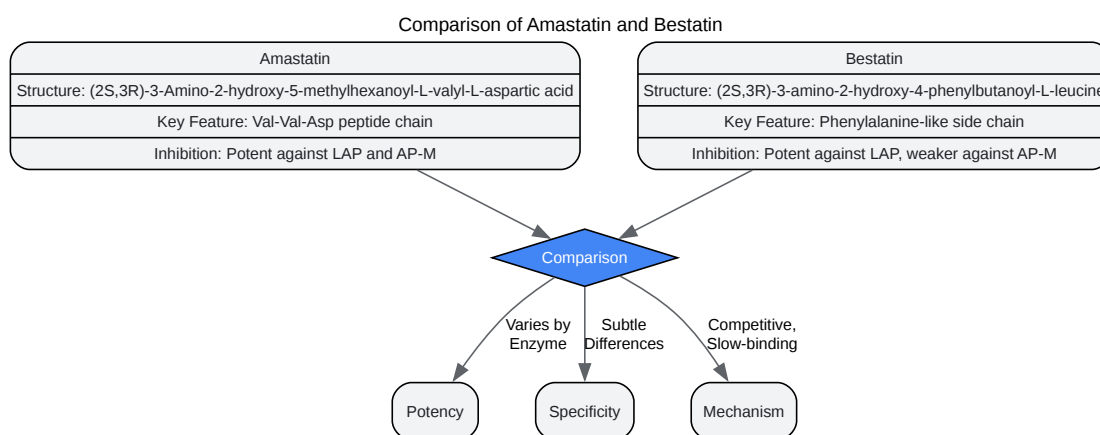 Comparison of Amastatin and Bestatin
Amastatin
Structure: (2S,3R)-3-Amino-2-hydroxy-5-methylhexanoyl-L-valyl-L-aspartic acid
Key Feature: Val-Val-Asp peptide chain
Inhibition: Potent against LAP and AP-M
Bestatin
Structure: (2S,3R)-3-amino-2-hydroxy-4-phenylbutanoyl-L-leucine
Key Feature: Phenylalanine-like side chain
Inhibition: Potent against LAP, weaker against AP-M
Comparison
Varies by
Enzyme
Subtle
Differences
Competitive,
Slow-binding
Potency
Specificity
Mechanism